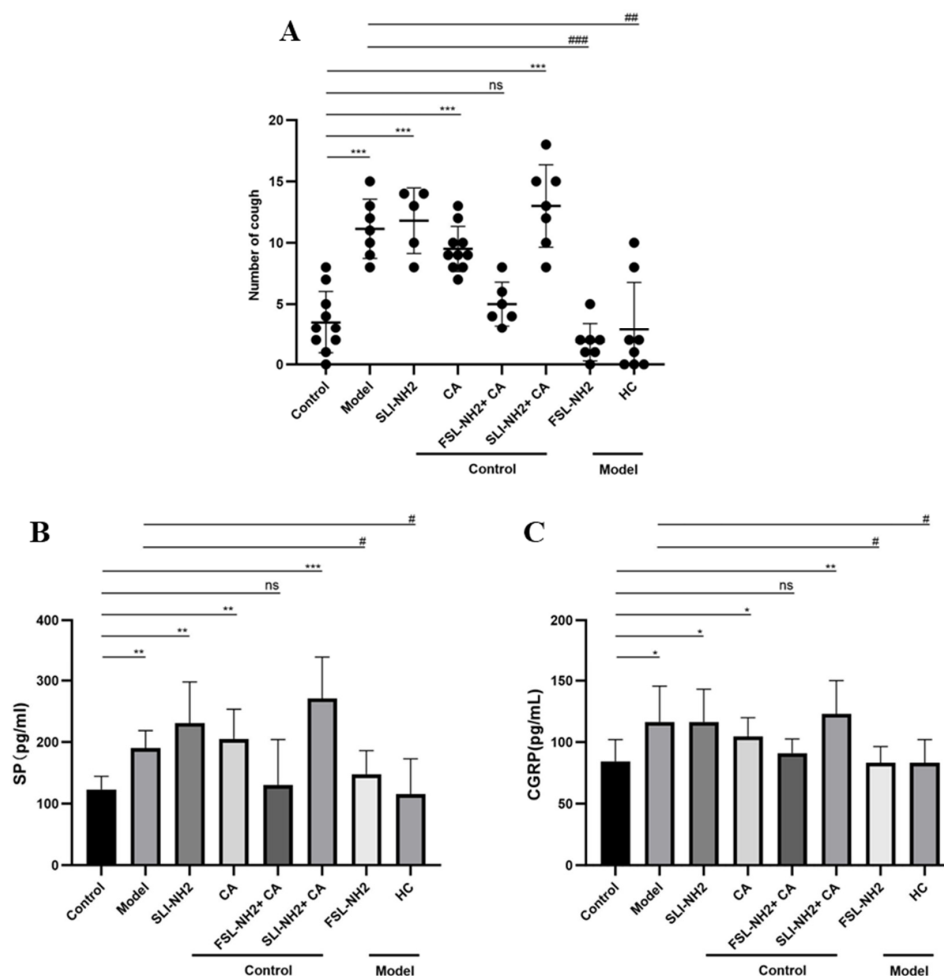 A
##
###
***
ns
***
***
***
Number of cough
20
15
10
5
0
Control
Model
SLI-NH2
CA
FSL-NH2+ CA
SLI-NH2+ CA
FSL-NH2
HC
Control
Model
B
#
#
***
ns
**
**
**
SP (pg/ml)
400
300
200
100
0
Control
Model
SLI-NH2
CA
FSL-NH2+ CA
SLI-NH2+ CA
FSL-NH2
HC
Control
Model
C
#
#
**
ns
*
*
*
CGRP(pg/mL)
200
150
100
50
0
Control
Model
SLI-NH2
CA
FSL-NH2+ CA
SLI-NH2+ CA
FSL-NH2
HC
Control
Model